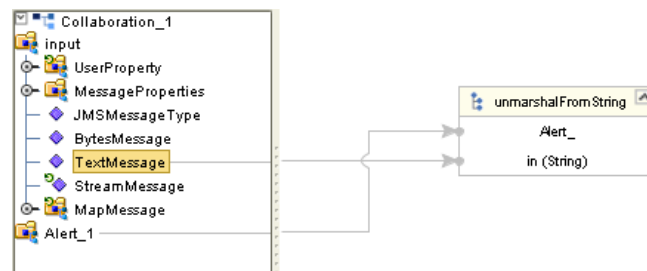 Collaboration_1
input
UserProperty
MessageProperties
JMSMessageType
BytesMessage
TextMessage
StreamMessage
MapMessage
Alert_1
unmarshalFromString
Alert_
in (String)